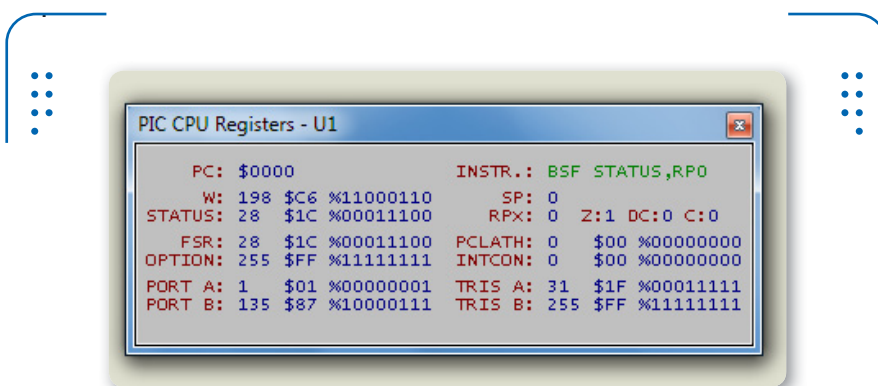 PIC CPU Registers - U1
PC: $0000 INSTR.: BSF STATUS,RP0
W: 198 $C6 %11000110 SP: 0
STATUS: 28 $1C %00011100 RPx: 0 Z:1 DC:0 C:0
FSR: 28 $1C %00011100 PCLATH: 0 $00 %00000000
OPTION: 255 $FF %11111111 INTCON: 0 $00 %00000000
PORT A: 1 $01 %00000001 TRIS A: 31 $1F %00011111
PORT B: 135 $87 %10000111 TRIS B: 255 $FF %11111111